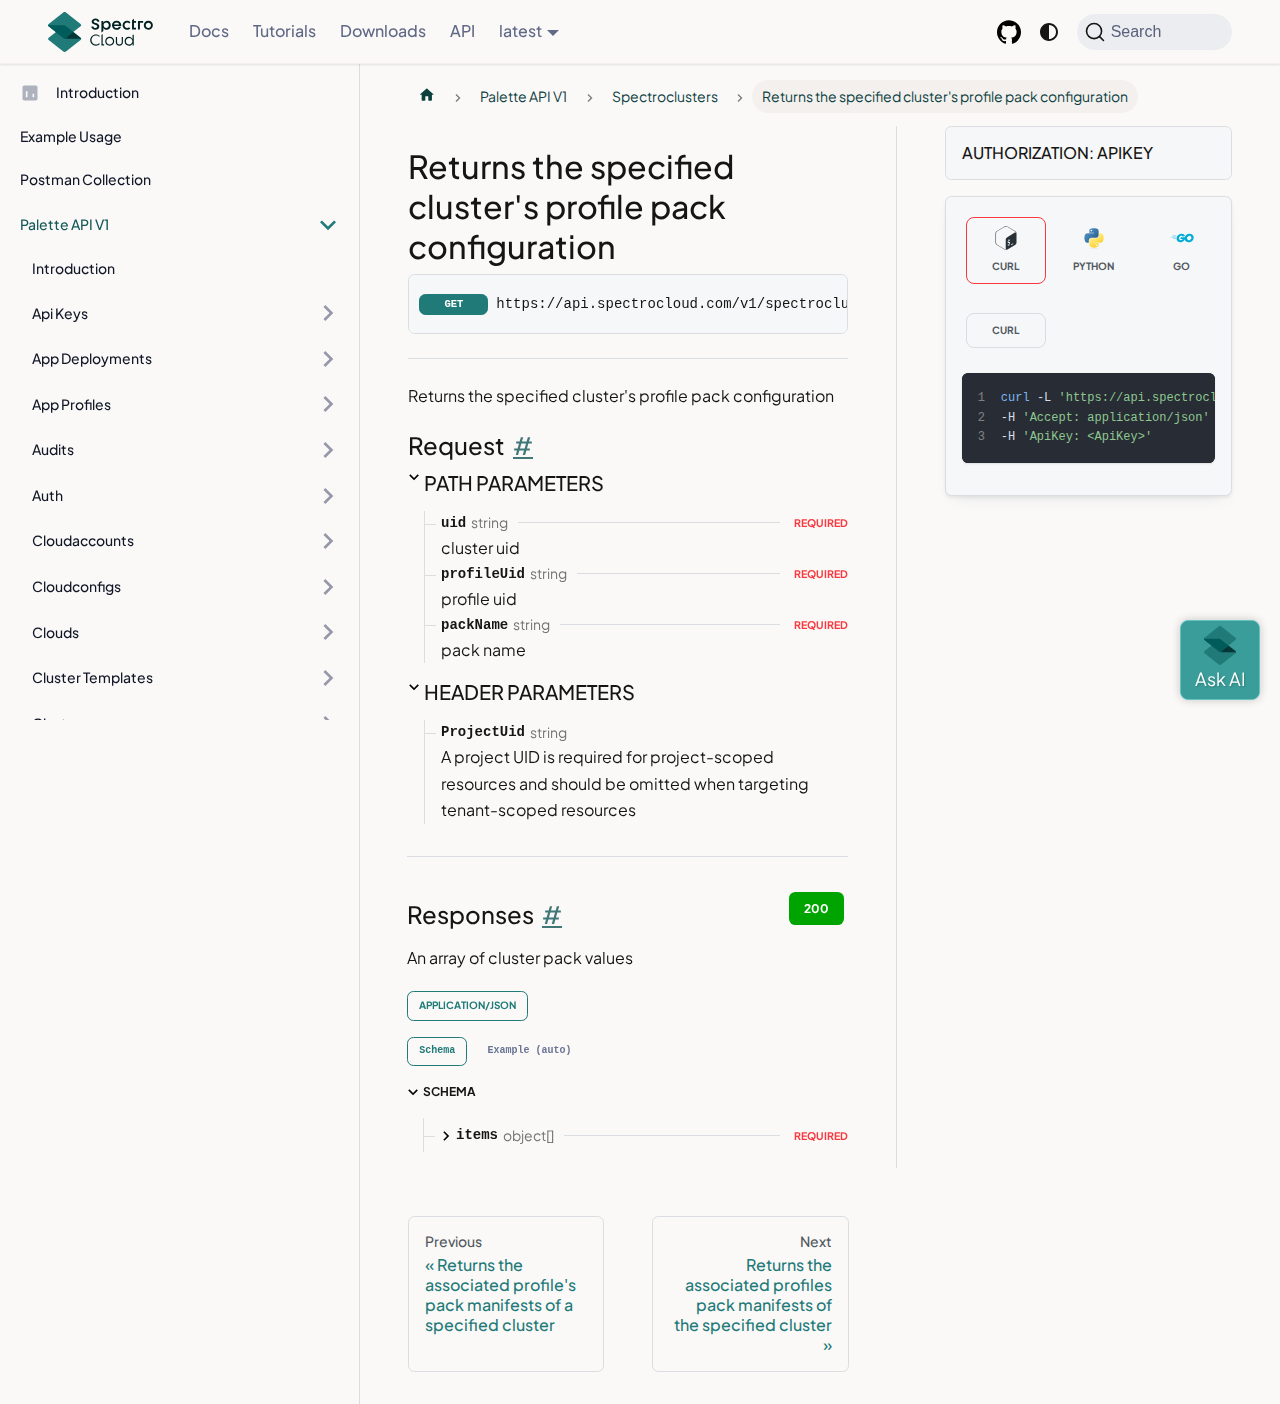 Spectro Cloud
Docs
Tutorials
Downloads
API
latest
Search
Introduction
Example Usage
Postman Collection
Palette API V1
Introduction
Api Keys
App Deployments
App Profiles
Audits
Auth
Cloudaccounts
Cloudconfigs
Clouds
Cluster Templates
Palette API V1
Spectroclusters
Returns the specified cluster's profile pack configuration
Returns the specified
cluster's profile pack
configuration
GET https://api.spectrocloud.com/v1/spectroclu
Returns the specified cluster's profile pack configuration
Request #
PATH PARAMETERS
uid string REQUIRED
cluster uid
profileUid string REQUIRED
profile uid
packName string REQUIRED
pack name
HEADER PARAMETERS
ProjectUid string
A project UID is required for project-scoped
resources and should be omitted when targeting
tenant-scoped resources
Responses #
200
An array of cluster pack values
APPLICATION/JSON
Schema
Example (auto)
SCHEMA
items object[] REQUIRED
Previous
« Returns the
associated profile's
pack manifests of a
specified cluster
Next
Returns the
associated profiles
pack manifests of
the specified cluster
»
AUTHORIZATION: APIKEY
CURL
PYTHON
GO
CURL
1 curl -L 'https://api.spectrocl
2 -H 'Accept: application/json'
3 -H 'ApiKey: <ApiKey>'
Ask AI